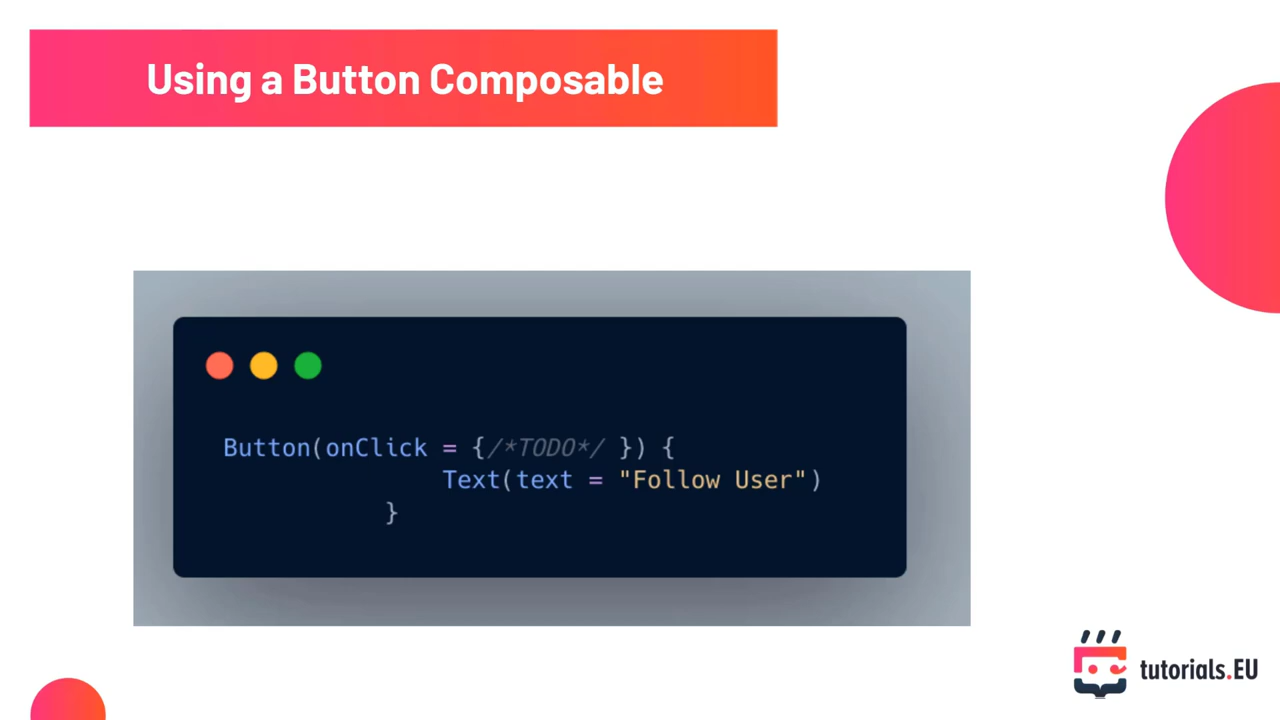 Using a Button Composable
Button(onClick = {/*TODO*/ }) {
Text(text = "Follow User")
}
tutorials.EU